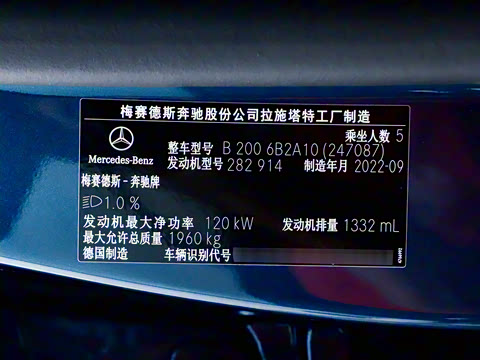 梅赛德斯奔驰股份公司拉施塔特工厂制造
乘坐人数 5
Mercedes-Benz
整车型号 B 200 6B2A10 (247087)
发动机型号 282 914 制造年月 2022-09
梅赛德斯-奔驰牌
1.0 %
发动机最大净功率 120 kW 发动机排量 1332 mL
最大允许总质量 1960 kg
德国制造 车辆识别代号